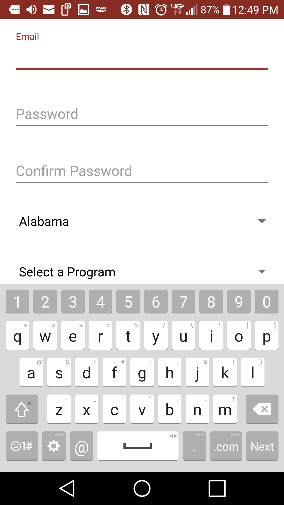 87% 12:49 PM
Email
Password
Confirm Password
Alabama
Select a Program
1 2 3 4 5 6 7 8 9 0
q w e r t y u i o p
a s d f g h j k l
z x c v b n m
1# @ . .com Next